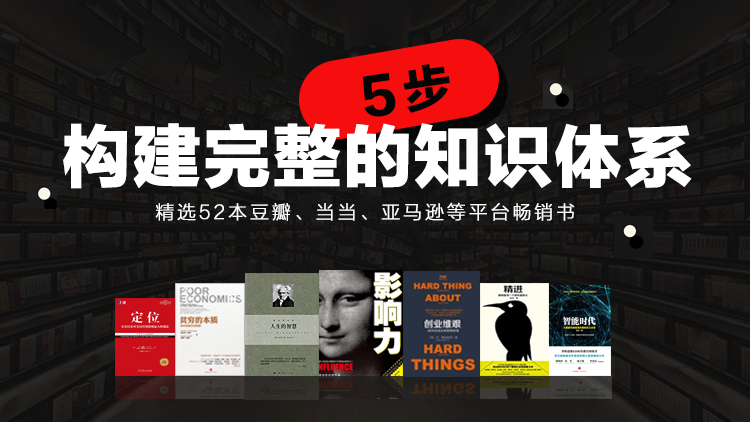 5步
构建完整的知识体系
精选52本豆瓣、当当、亚马逊等平台畅销书
定位
POOR ECONOMICS
贫穷的本质
人生的智慧
影响力
INFLUENCE
THE
HARD THING
ABOUT
创业维艰
HARD
THINGS
精进
智能时代